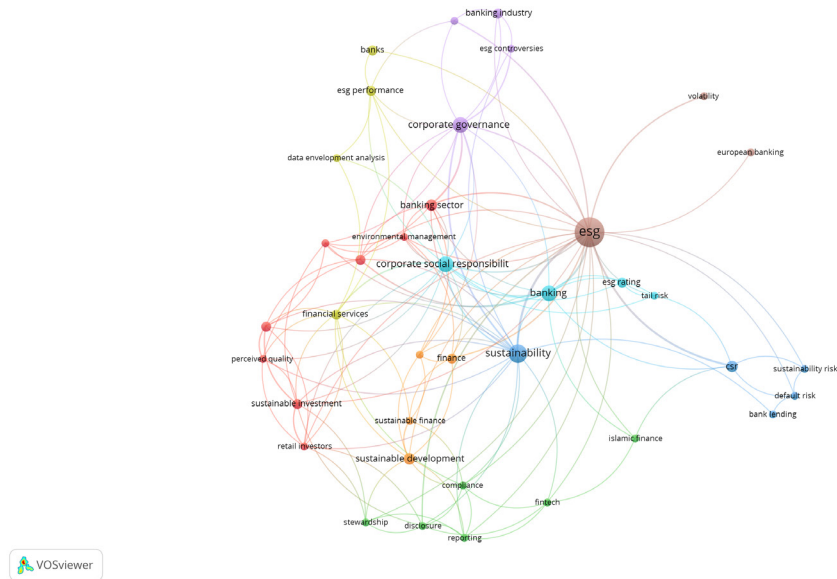 banking industry
esg controversies
banks
esg performance
volability
corporate governance
european banking
data envelopment analysis
banking sector
esg
environmental management
corporate social responsibilit
esg rating
banking
tail risk
financial services
sustainability
perceived quality
finance
csr
sustainability risk
default risk
sustainable investment
bank lending
sustainable finance
islamic finance
retail investors
sustainable development
compliance
fintech
stewardship
disclosure
reporting
VOSviewer